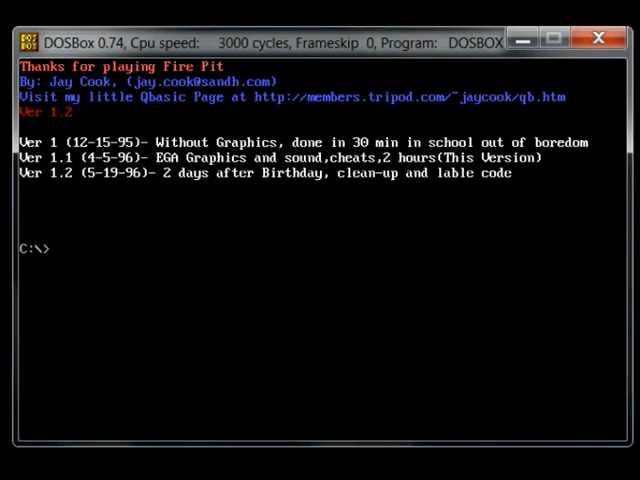 DOSBox 0.74, Cpu speed: 3000 cycles, Frameskip 0, Program: DOSBOX
Thanks for playing Fire Pit
By: Jay Cook, (jay.cook@sandh.com)
Visit my little Qbasic Page at http://members.tripod.com/~jaycook/qb.htm
Ver 1.2
Ver 1 (12-15-95)- Without Graphics, done in 30 min in school out of boredom
Ver 1.1 (4-5-96)- EGA Graphics and sound,cheats,2 hours(This Version)
Ver 1.2 (5-19-96)- 2 days after Birthday, clean-up and lable code
C:\>